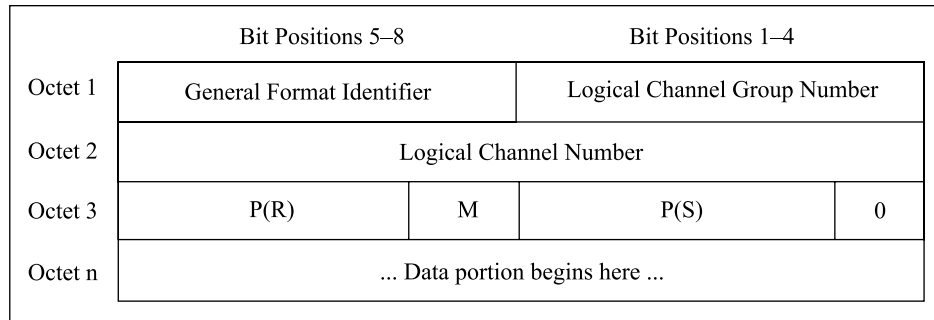 Bit Positions 5–8 Bit Positions 1–4
Octet 1 General Format Identifier Logical Channel Group Number
Octet 2 Logical Channel Number
Octet 3 P(R) M P(S) 0
Octet n ... Data portion begins here ...